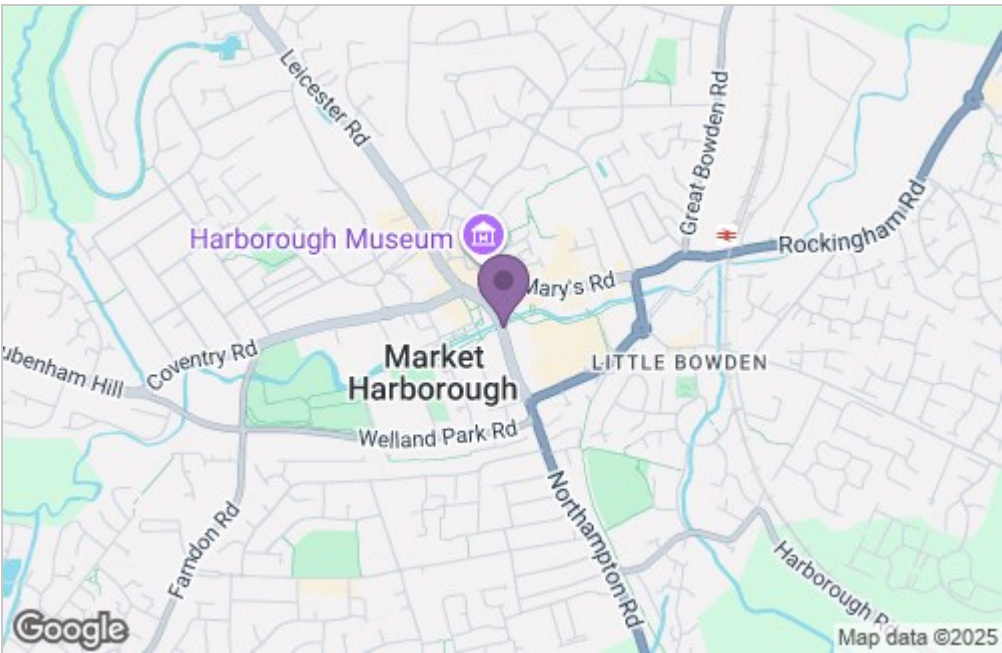 Leicester Rd
Great Bowden Rd
Harborough Museum
Rockingham Rd
Mary's Rd
Coventry Rd
ubenham Hill
Market
Harborough
LITTLE BOWDEN
Welland Park Rd
Farndon Rd
Northampton Rd
Harborough Rd
Google
Map data ©2025